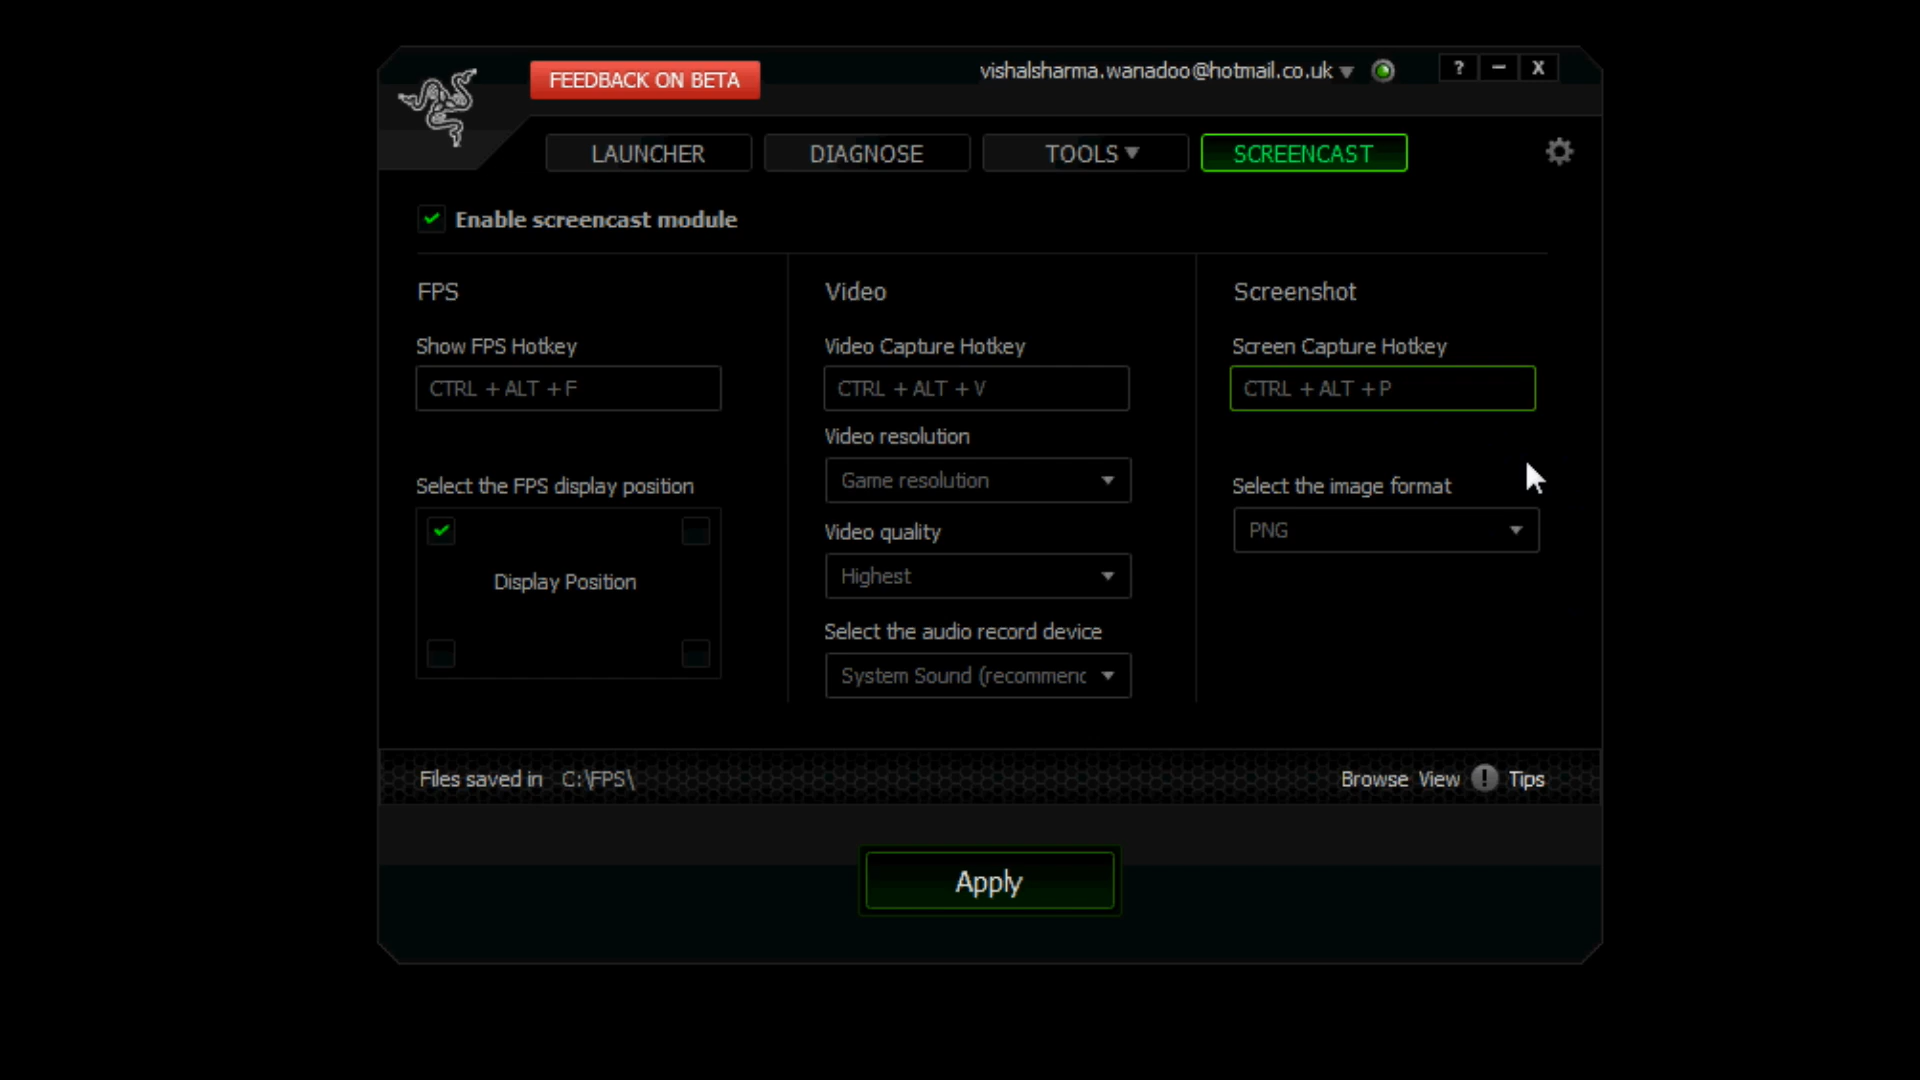 FEEDBACK ON BETA
vishalsharma.wanadoo@hotmail.co.uk
? – X
LAUNCHER
DIAGNOSE
TOOLS
SCREENCAST
Enable screencast module
FPS
Show FPS Hotkey
CTRL + ALT + F
Select the FPS display position
Display Position
Video
Video Capture Hotkey
CTRL + ALT + V
Video resolution
Game resolution
Video quality
Highest
Select the audio record device
System Sound (recommend
Screenshot
Screen Capture Hotkey
CTRL + ALT + P
Select the image format
PNG
Files saved in C:\FPS\
Browse View ! Tips
Apply